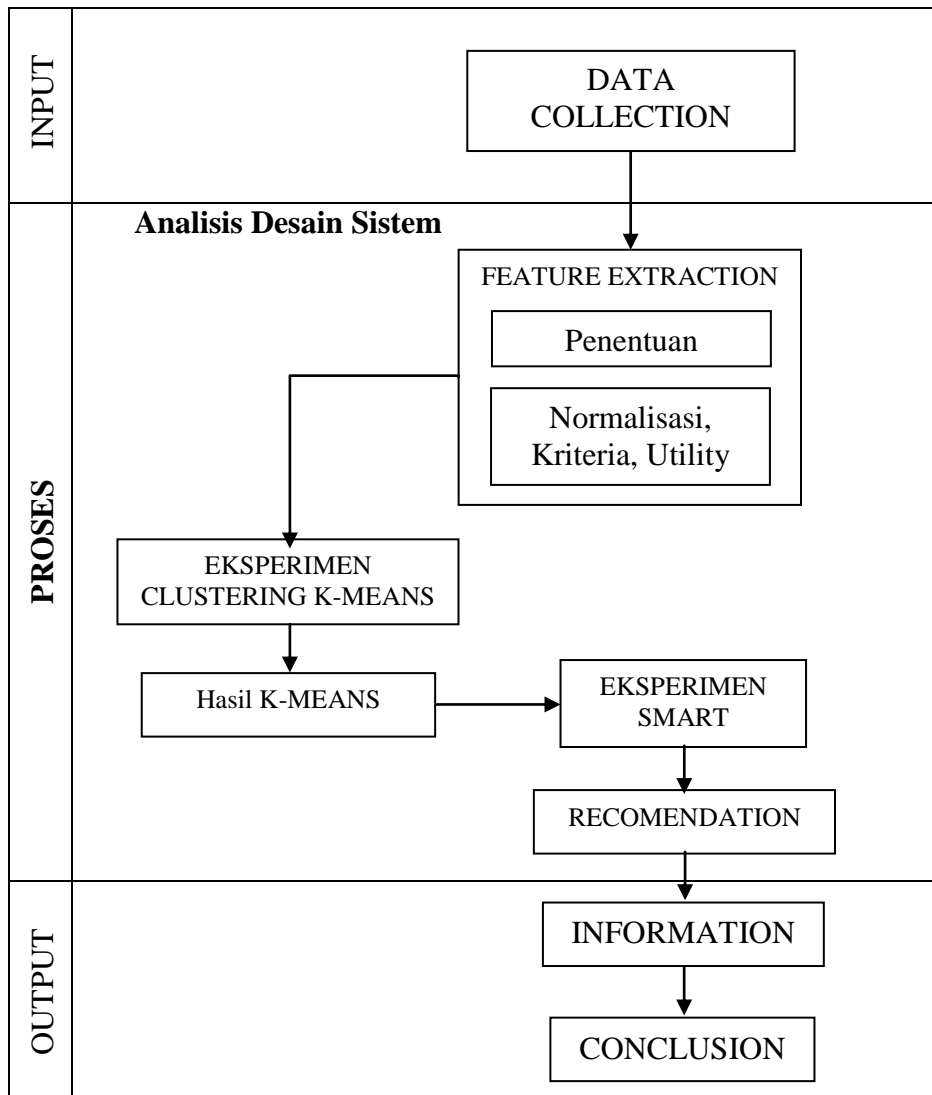 INPUT
DATA
COLLECTION
PROSES
Analisis Desain Sistem
FEATURE EXTRACTION
Penentuan
Normalisasi,
Kriteria, Utility
EKSPERIMEN
CLUSTERING K-MEANS
Hasil K-MEANS
EKSPERIMEN
SMART
RECOMENDATION
OUTPUT
INFORMATION
CONCLUSION